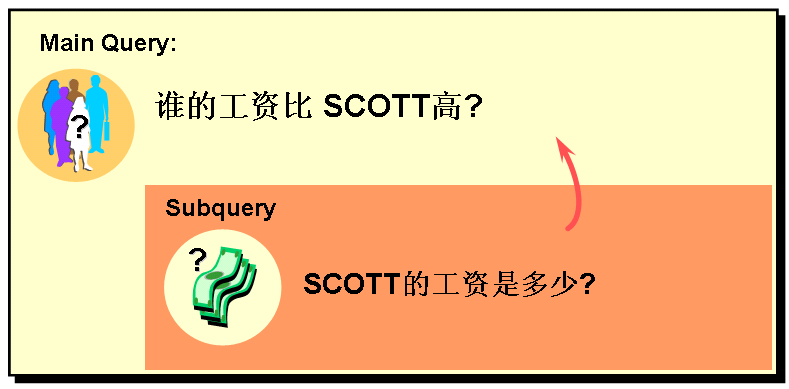 Main Query:
谁的工资比 SCOTT高?
?
Subquery
?
SCOTT的工资是多少?